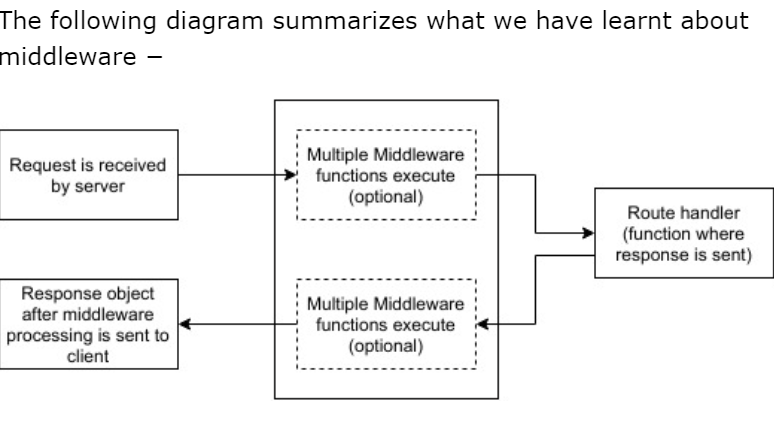 The following diagram summarizes what we have learnt about
middleware −
Request is received
by server
Multiple Middleware
functions execute
(optional)
Route handler
(function where
response is sent)
Response object
after middleware
processing is sent to
client
Multiple Middleware
functions execute
(optional)